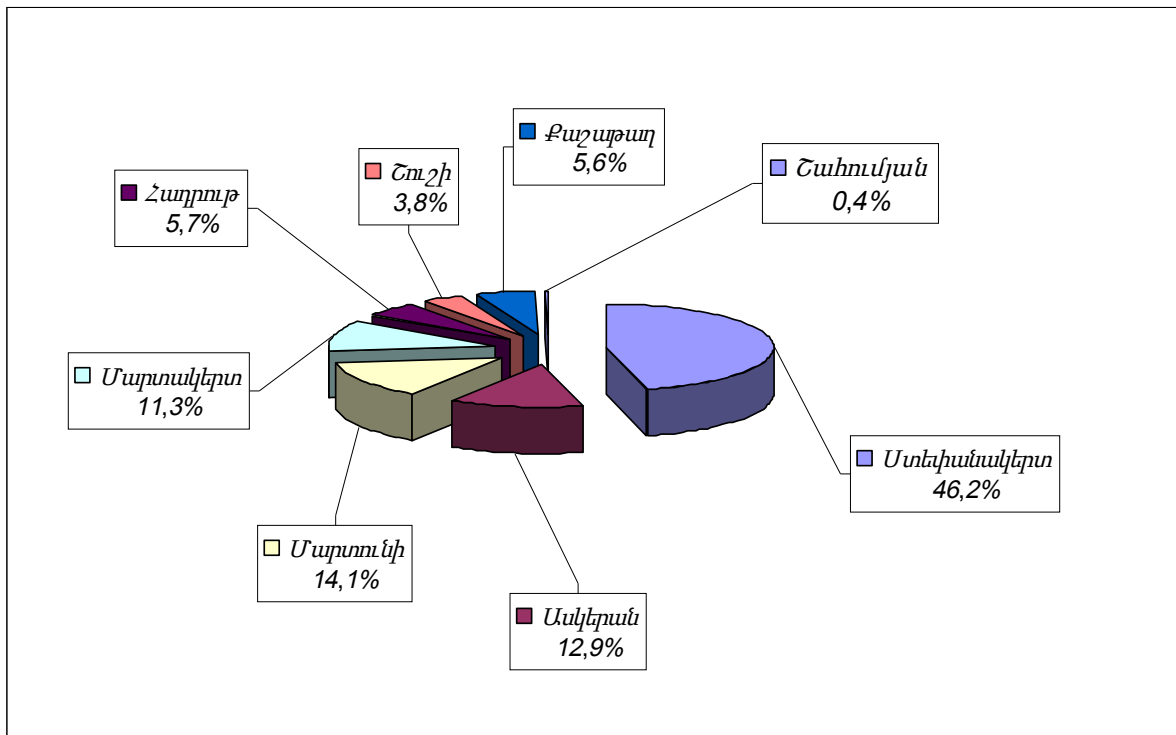 Քաշաթաղ
5,6%
Շահումյան
0,4%
Շուշի
3,8%
Հադրութ
5,7%
Մարտակերտ
11,3%
Ստեփանակերտ
46,2%
Մարտունի
14,1%
Ասկերան
12,9%